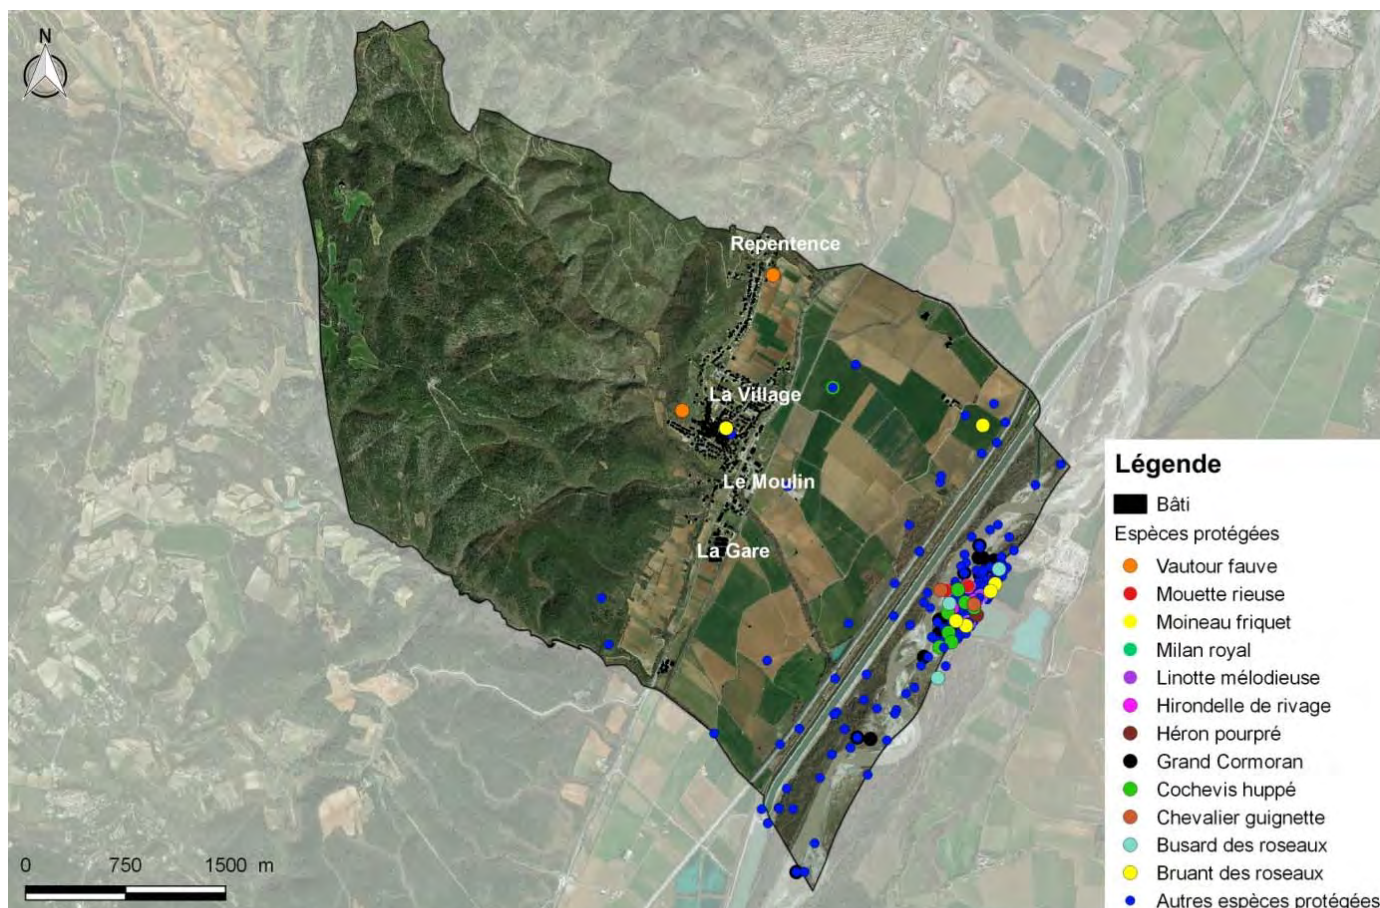 N
Repentence
La Village
Le Moulin
La Gare
Légende
Bâti
Espèces protégées
Vautour fauve
Mouette rieuse
Moineau friquet
Milan royal
Linotte mélodieuse
Hirondelle de rivage
Héron pourpré
Grand Cormoran
Cochevis huppé
Chevalier guignette
Busard des roseaux
Bruant des roseaux
Autres espèces protégées
0 750 1500 m